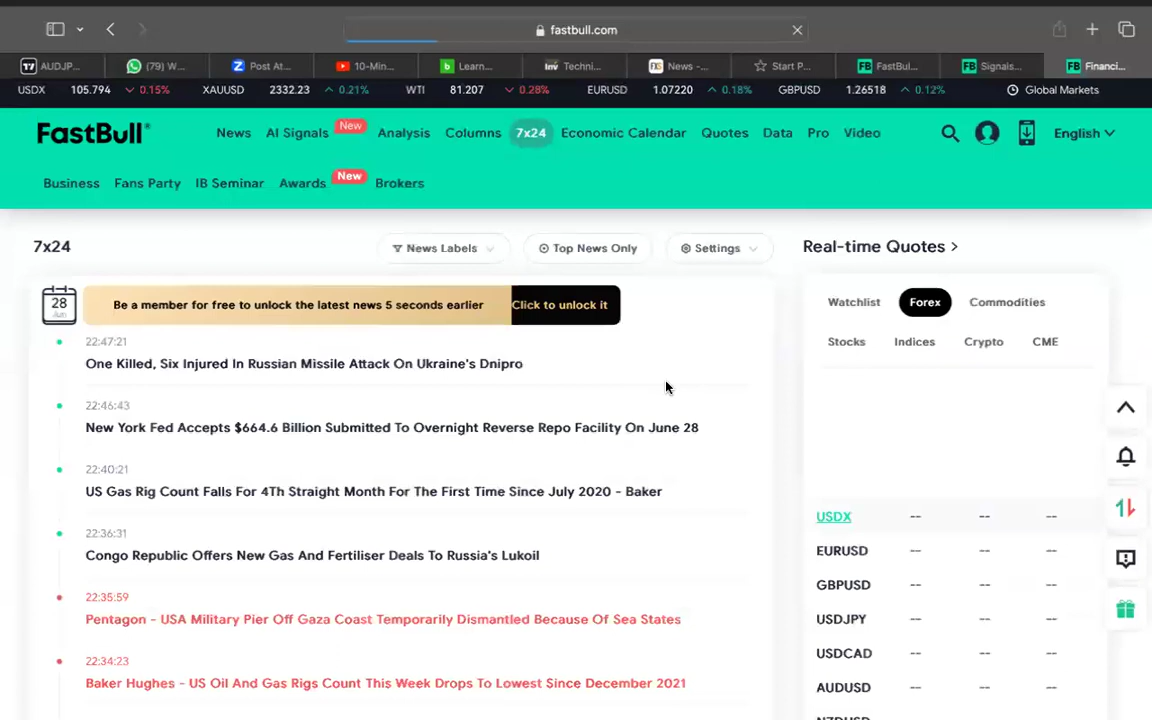 fastbull.com
AUDJP...
(79) W...
Post At...
10-Min...
Learn...
Techni...
News -...
Start P...
FastBul...
Signals...
Financi...
USDX 105.794 0.15% XAUUSD 2332.23 0.21% WTI 81.207 0.28% EURUSD 1.07220 0.18% GBPUSD 1.26518 0.12% Global Markets
FastBull
News AI Signals New Analysis Columns 7x24 Economic Calendar Quotes Data Pro Video English
Business Fans Party IB Seminar Awards New Brokers
7x24
News Labels
Top News Only
Settings
28
Jun
Be a member for free to unlock the latest news 5 seconds earlier
Click to unlock it
22:47:21
One Killed, Six Injured In Russian Missile Attack On Ukraine's Dnipro
22:46:43
New York Fed Accepts $664.6 Billion Submitted To Overnight Reverse Repo Facility On June 28
22:40:21
US Gas Rig Count Falls For 4Th Straight Month For The First Time Since July 2020 - Baker
22:36:31
Congo Republic Offers New Gas And Fertiliser Deals To Russia's Lukoil
22:35:59
Pentagon - USA Military Pier Off Gaza Coast Temporarily Dismantled Because Of Sea States
22:34:23
Baker Hughes - US Oil And Gas Rigs Count This Week Drops To Lowest Since December 2021
Real-time Quotes >
Watchlist Forex Commodities
Stocks Indices Crypto CME
USDX -- -- --
EURUSD -- -- --
GBPUSD -- -- --
USDJPY -- -- --
USDCAD -- -- --
AUDUSD -- -- --